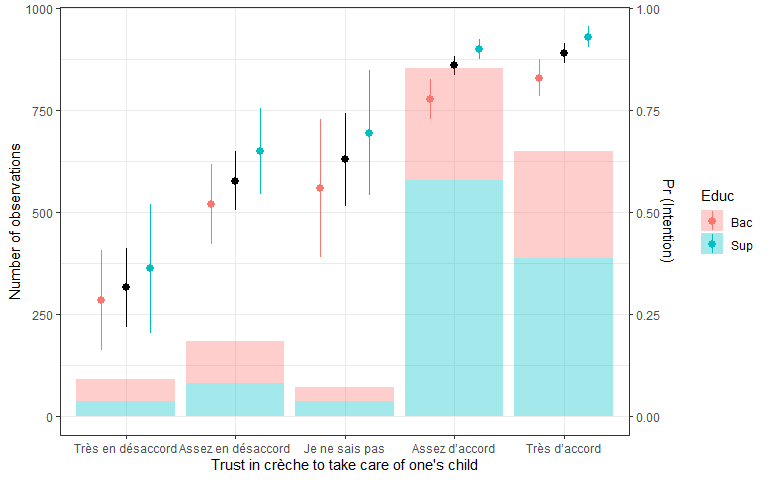 1000
750
500
250
0
Number of observations
1.00
0.75
0.50
0.25
0.00
Pr (Intention)
Educ
Bac
Sup
Très en désaccord Assez en désaccord Je ne sais pas Assez d'accord Très d'accord
Trust in crèche to take care of one's child